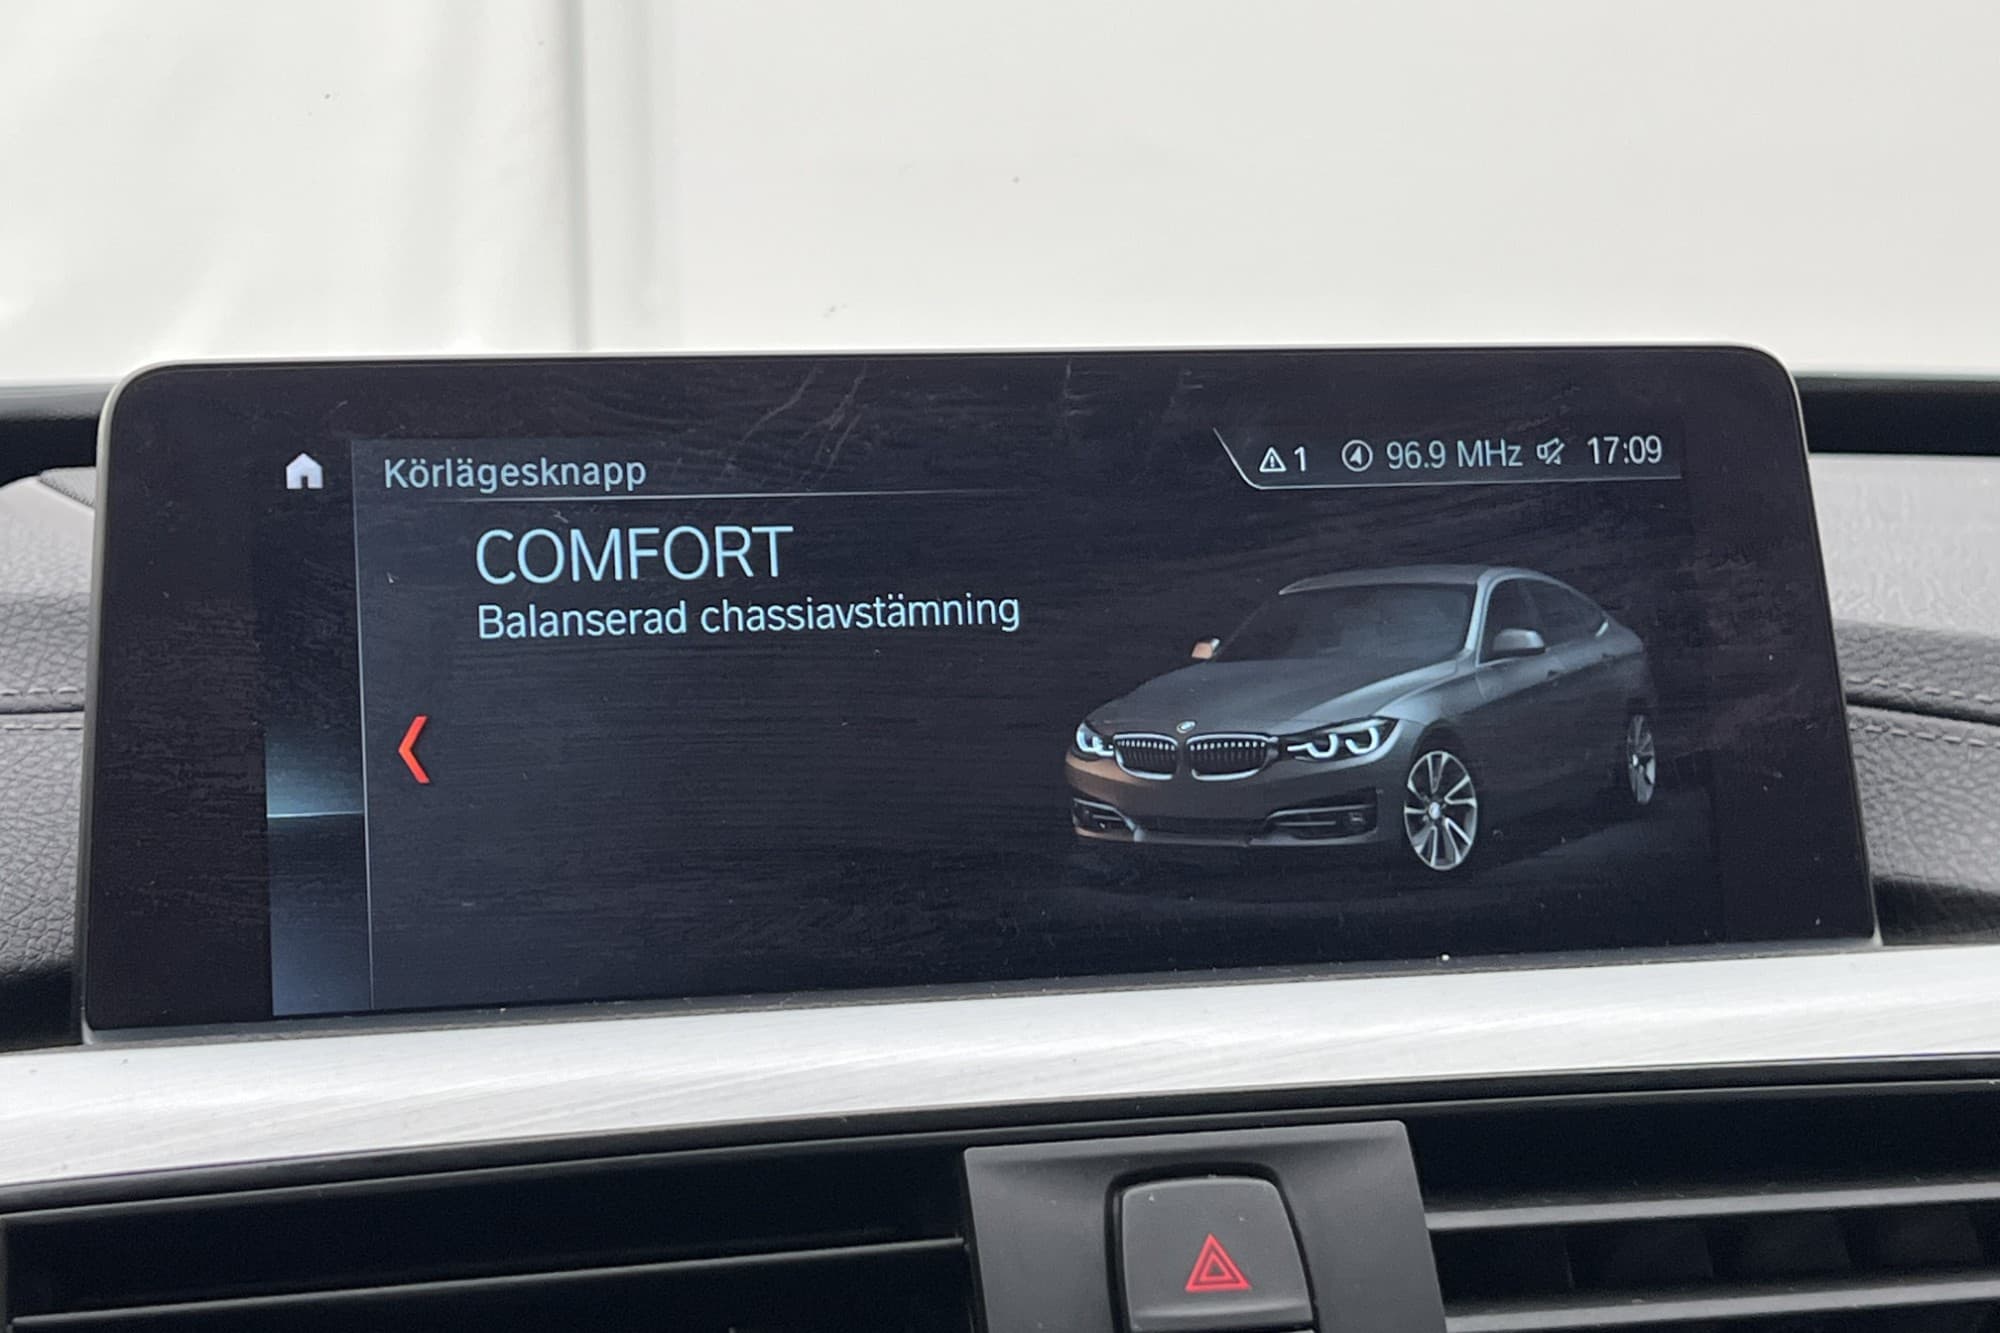 Körlägesknapp
1 96.9 MHz 17:09
COMFORT
Balanserad chassiavstämning